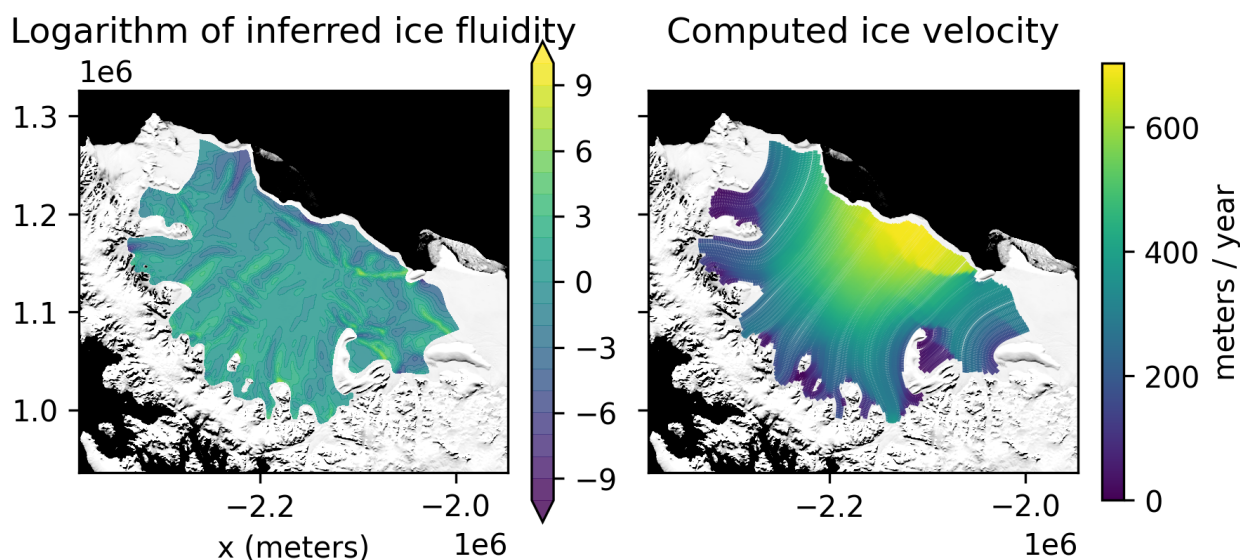 Logarithm of inferred ice fluidity
Computed ice velocity
1e6
1.3
1.2
1.1
1.0
−2.2
−2.0
x (meters)
1e6
9
6
3
0
−3
−6
−9
−2.2
−2.0
1e6
600
400
200
0
meters / year